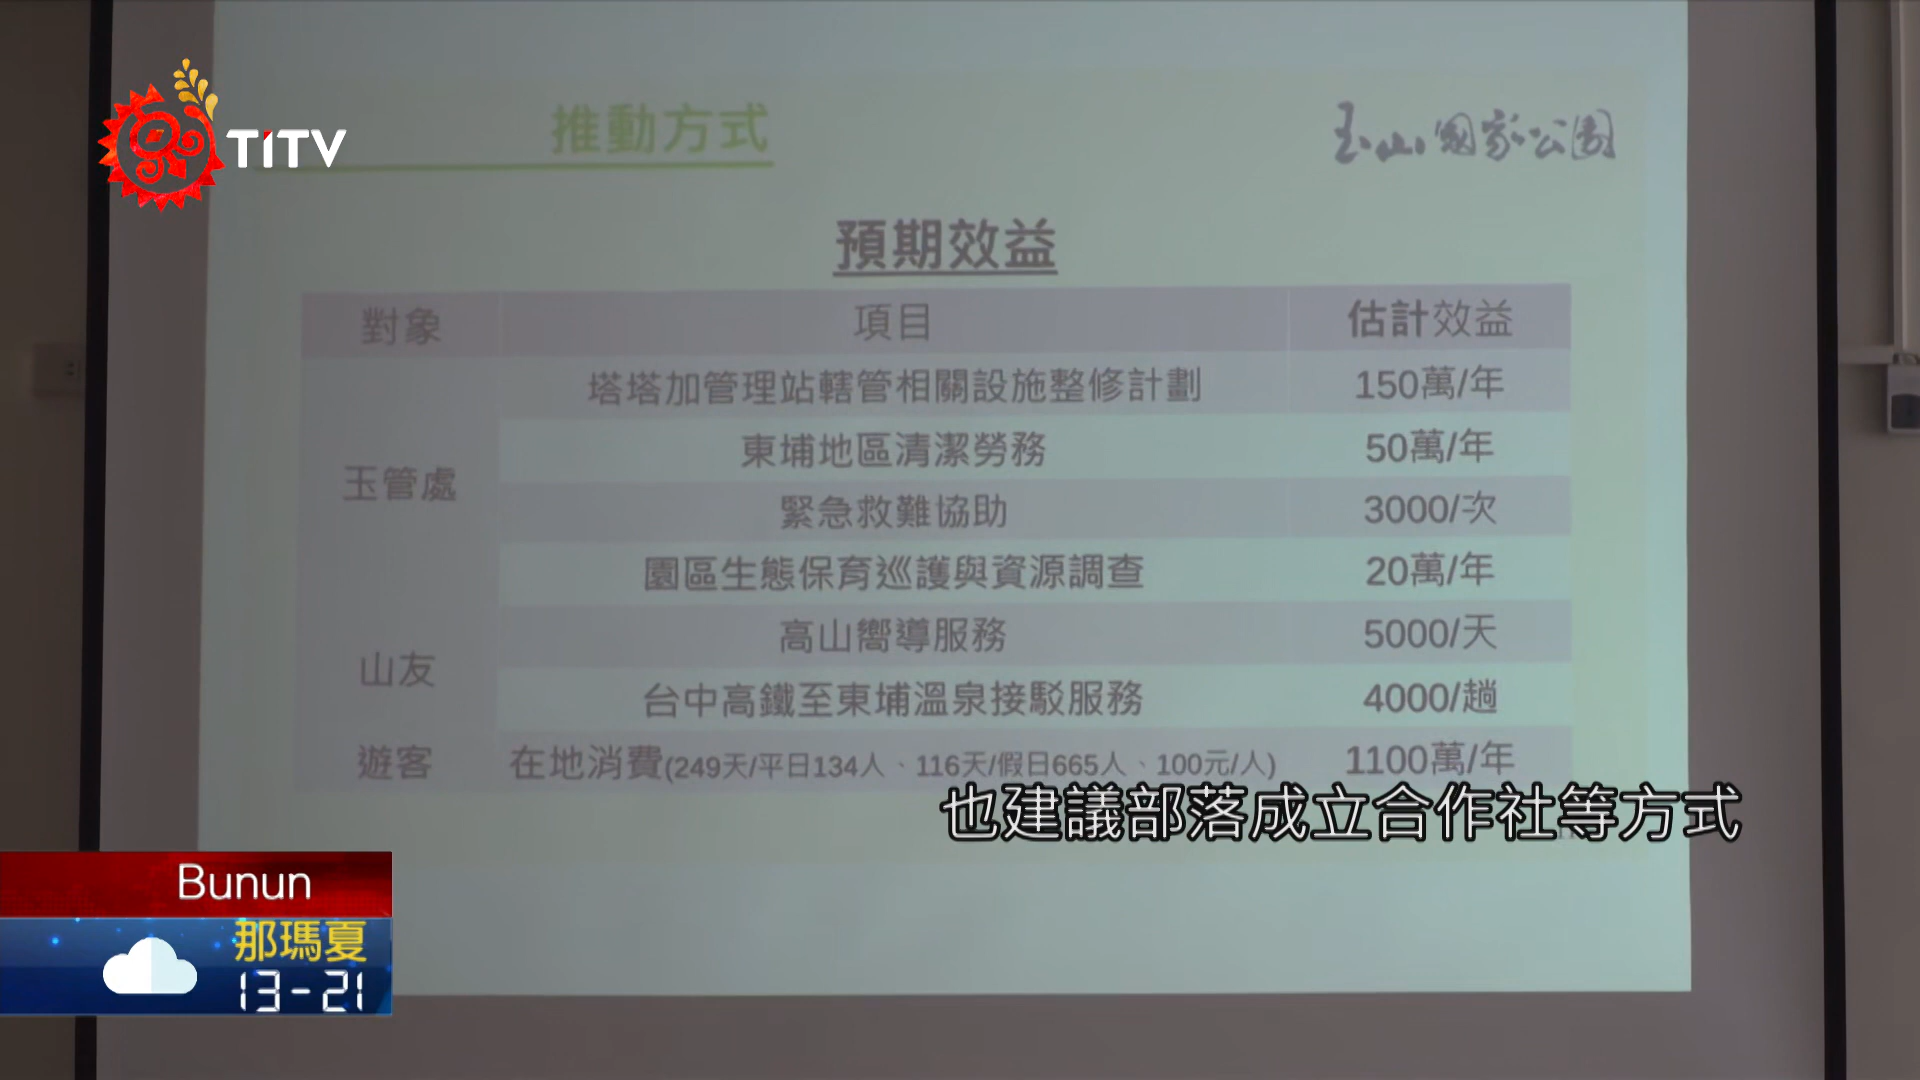 TiTV
推動方式
玉山國家公園
預期效益
對象 項目 估計效益
塔塔加管理站轄管相關設施整修計劃 150萬/年
東埔地區清潔勞務 50萬/年
玉管處
緊急救難協助 3000/次
園區生態保育巡護與資源調查 20萬/年
高山嚮導服務 5000/天
山友
台中高鐵至東埔溫泉接駁服務 4000/趟
遊客 在地消費(249天/平日134人、116天/假日665人、100元/人) 1100萬/年
也建議部落成立合作社等方式
Bunun
那瑪夏
13-21